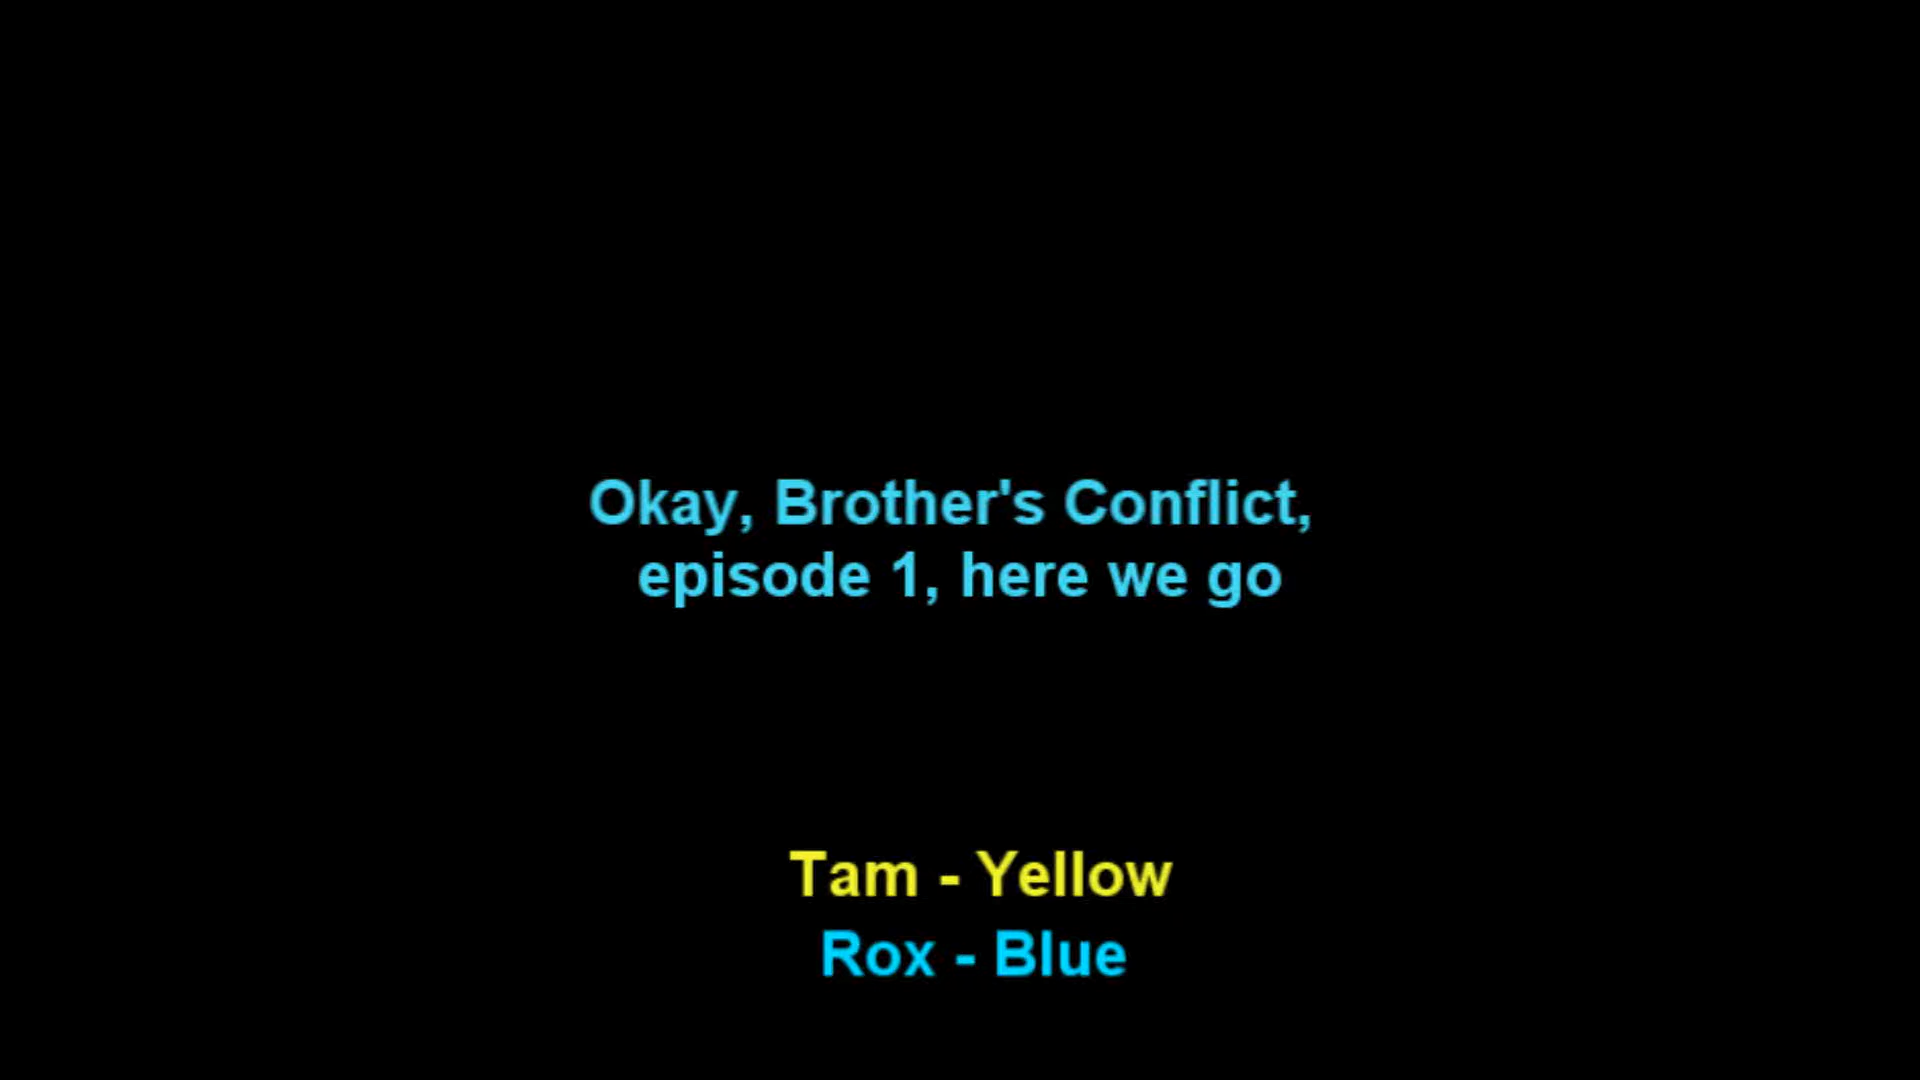 Okay, Brother's Conflict,
episode 1, here we go
Tam - Yellow
Rox - Blue